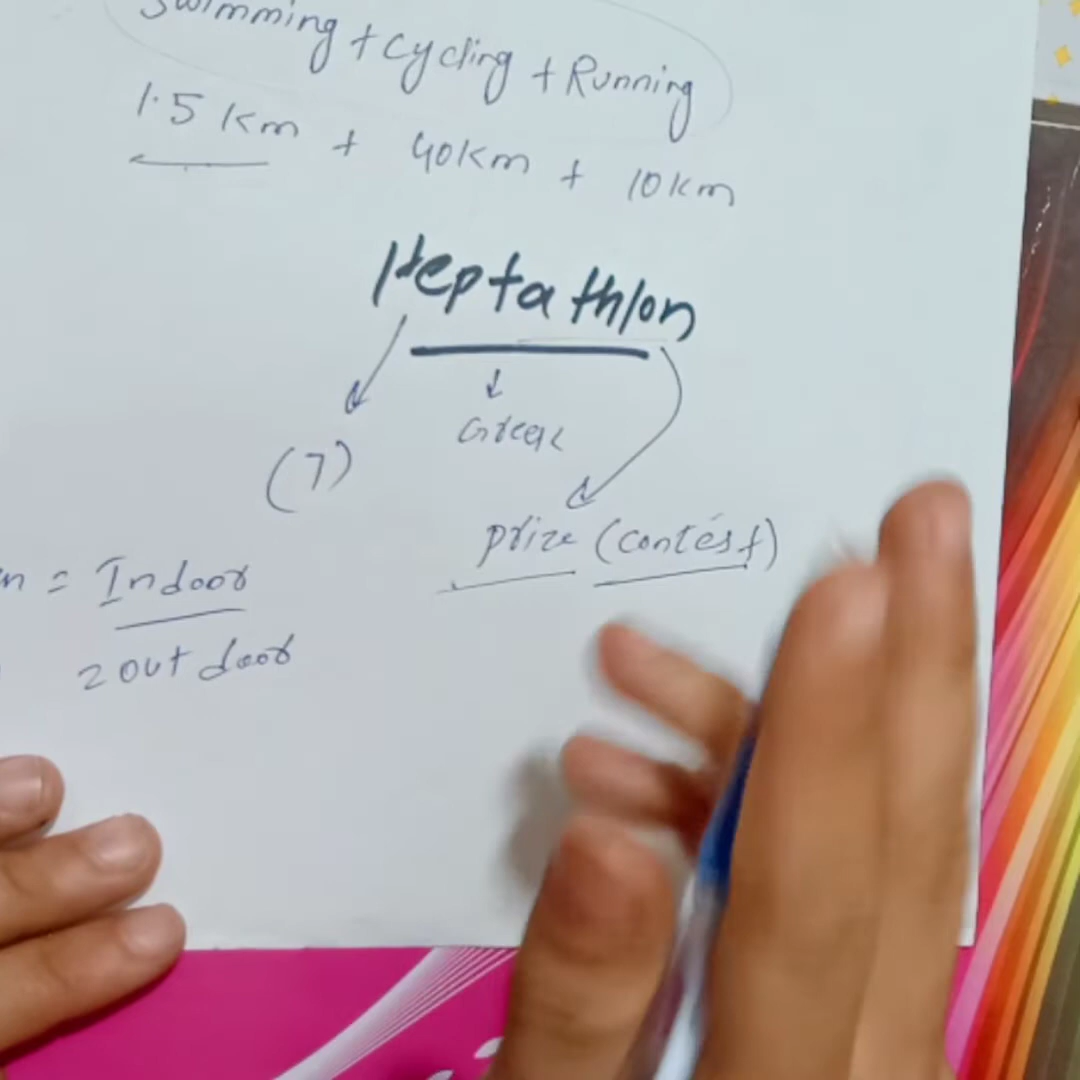 Swimming + Cycling + Running
1.5 Km + 40Km + 10km
Heptathlon
Greek
(7)
prize (contest)
= Indoor
2 Out door